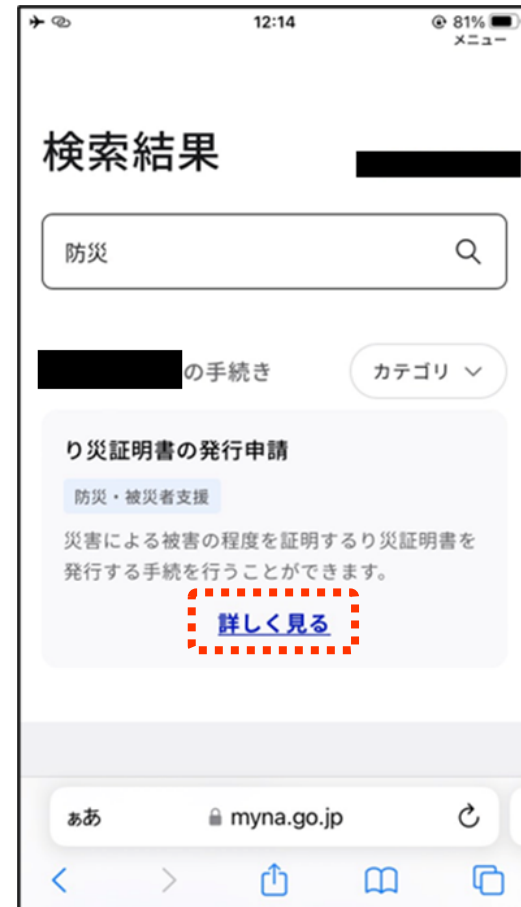 12:14
81%
メニュー
検索結果
防災
の手続き
カテゴリ
り災証明書の発行申請
防災・被災者支援
災害による被害の程度を証明するり災証明書を
発行する手続を行うことができます。
詳しく見る
ぁあ
myna.go.jp